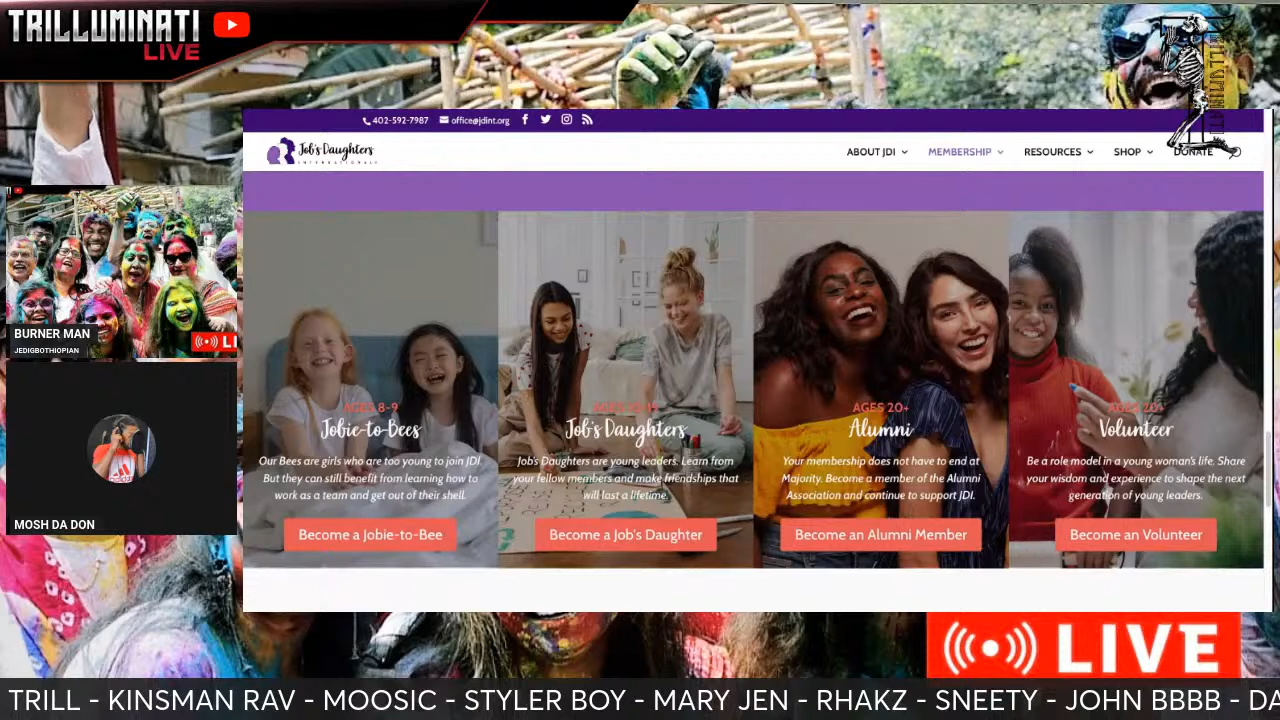 TRILLUMINATI
LIVE
402-592-7987
office@jdint.org
Job's Daughters
INTERNATIONAL
ABOUT JDI
MEMBERSHIP
RESOURCES
SHOP
DONATE
TRILLUMINATI
AGES 8-9
Jobie-to-Bees
Our Bees are girls who are too young to join JDI.
But they can still benefit from learning how to
work as a team and get out of their shell.
Become a Jobie-to-Bee
Job's Daughters
Job's Daughters are young leaders. Learn from
your fellow members and make friendships that
will last a lifetime.
Become a Job's Daughter
AGES 20+
Alumni
Your membership does not have to end at
Majority. Become a member of the Alumni
Association and continue to support JDI.
Become an Alumni Member
AGES 20+
Volunteer
Be a role model in a young woman's life. Share
your wisdom and experience to shape the next
generation of young leaders.
Become an Volunteer
BURNER MAN
JEDIGBOTHIOPIAN
LI
MOSH DA DON
LIVE
TRILL - KINSMAN RAV - MOOSIC - STYLER BOY - MARY JEN - RHAKZ - SNEETY - JOHN BBBB - DA